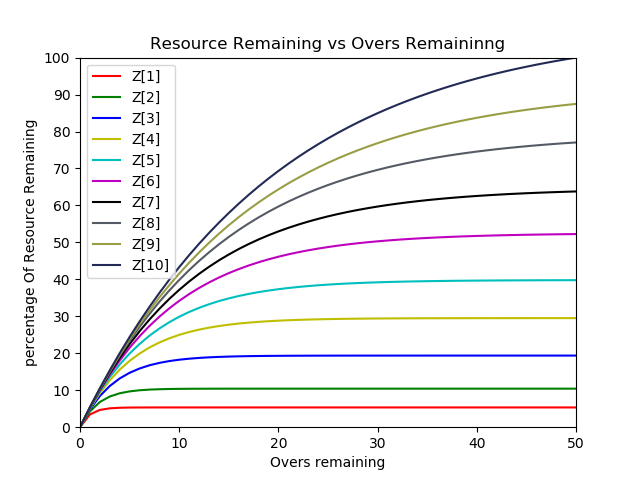 Resource Remaining vs Overs Remaininng
percentage Of Resource Remaining
100
90
80
70
60
50
40
30
20
10
0
Z[1]
Z[2]
Z[3]
Z[4]
Z[5]
Z[6]
Z[7]
Z[8]
Z[9]
Z[10]
0 10 20 30 40 50
Overs remaining